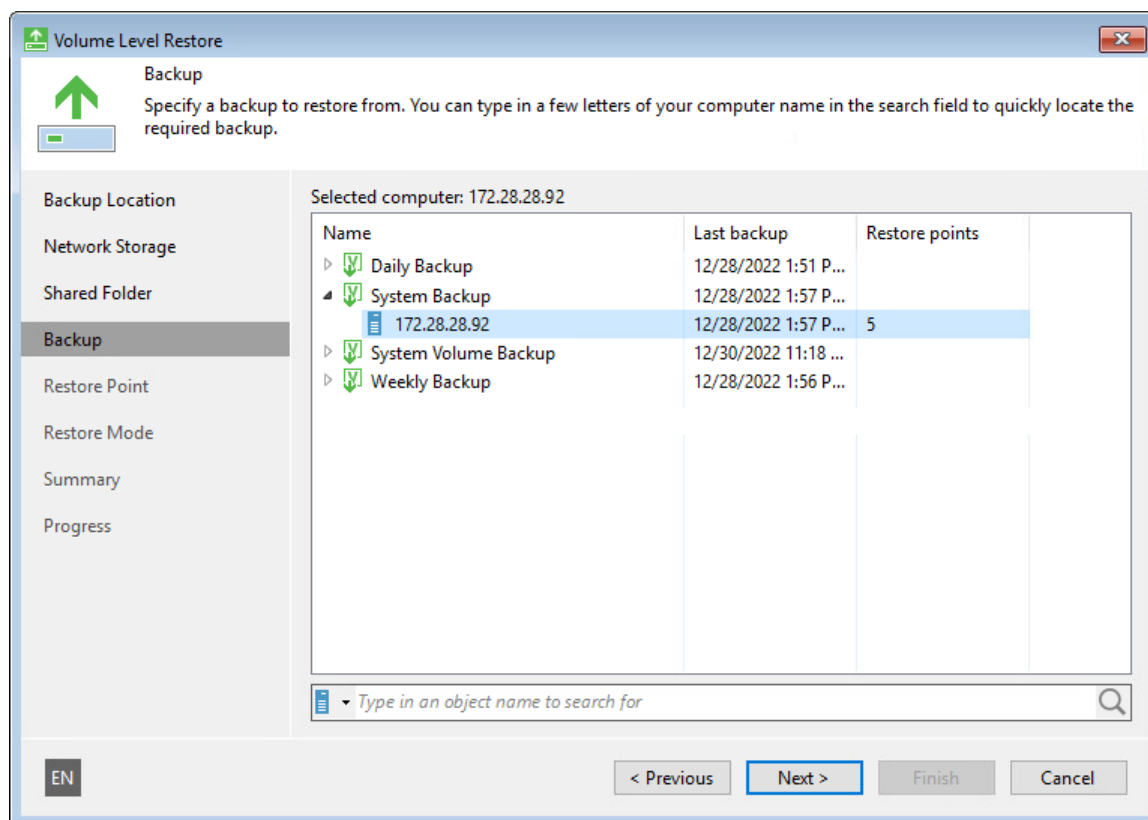 Volume Level Restore
Backup
Specify a backup to restore from. You can type in a few letters of your computer name in the search field to quickly locate the
required backup.
Backup Location
Network Storage
Shared Folder
Backup
Restore Point
Restore Mode
Summary
Progress
Selected computer: 172.28.28.92
Name Last backup Restore points
Daily Backup 12/28/2022 1:51 P...
System Backup 12/28/2022 1:57 P...
172.28.28.92 12/28/2022 1:57 P... 5
System Volume Backup 12/30/2022 11:18 ...
Weekly Backup 12/28/2022 1:56 P...
Type in an object name to search for
EN
< Previous Next > Finish Cancel